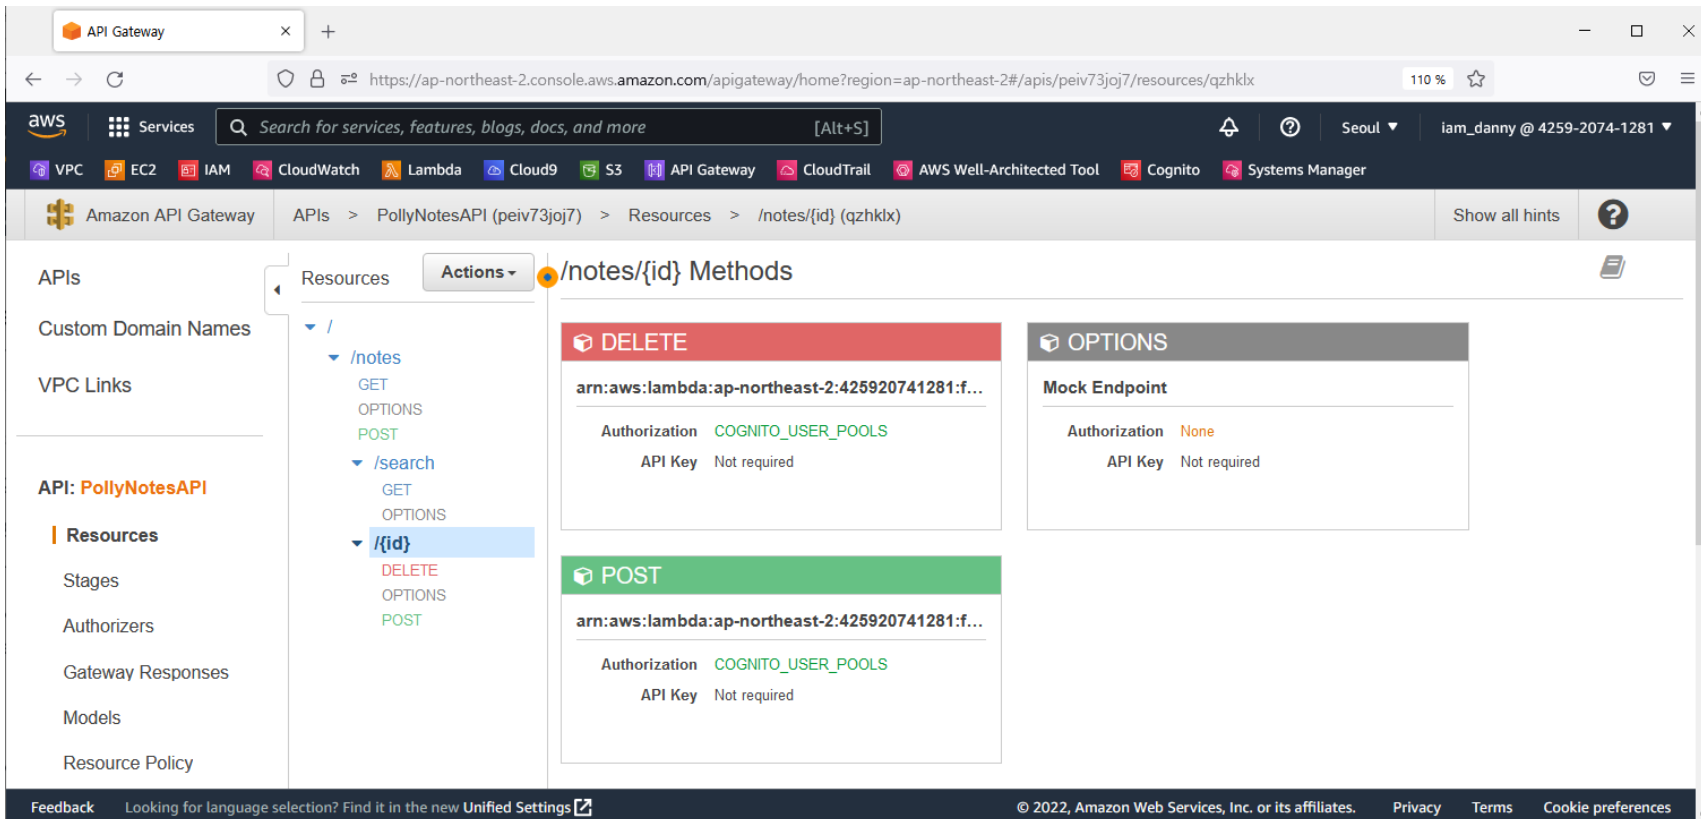 API Gateway
https://ap-northeast-2.console.aws.amazon.com/apigateway/home?region=ap-northeast-2#/apis/peiv73joj7/resources/qzhklx
110 %
aws Services Search for services, features, blogs, docs, and more [Alt+S] Seoul iam_danny @ 4259-2074-1281
VPC EC2 IAM CloudWatch Lambda Cloud9 S3 API Gateway CloudTrail AWS Well-Architected Tool Cognito Systems Manager
Amazon API Gateway APIs > PollyNotesAPI (peiv73joj7) > Resources > /notes/{id} (qzhklx) Show all hints
APIs
Custom Domain Names
VPC Links
API: PollyNotesAPI
Resources
Stages
Authorizers
Gateway Responses
Models
Resource Policy
Resources Actions
/
/notes
GET
OPTIONS
POST
/search
GET
OPTIONS
/{id}
DELETE
OPTIONS
POST
/notes/{id} Methods
DELETE
arn:aws:lambda:ap-northeast-2:425920741281:f...
Authorization COGNITO_USER_POOLS
API Key Not required
OPTIONS
Mock Endpoint
Authorization None
API Key Not required
POST
arn:aws:lambda:ap-northeast-2:425920741281:f...
Authorization COGNITO_USER_POOLS
API Key Not required
Feedback Looking for language selection? Find it in the new Unified Settings © 2022, Amazon Web Services, Inc. or its affiliates. Privacy Terms Cookie preferences